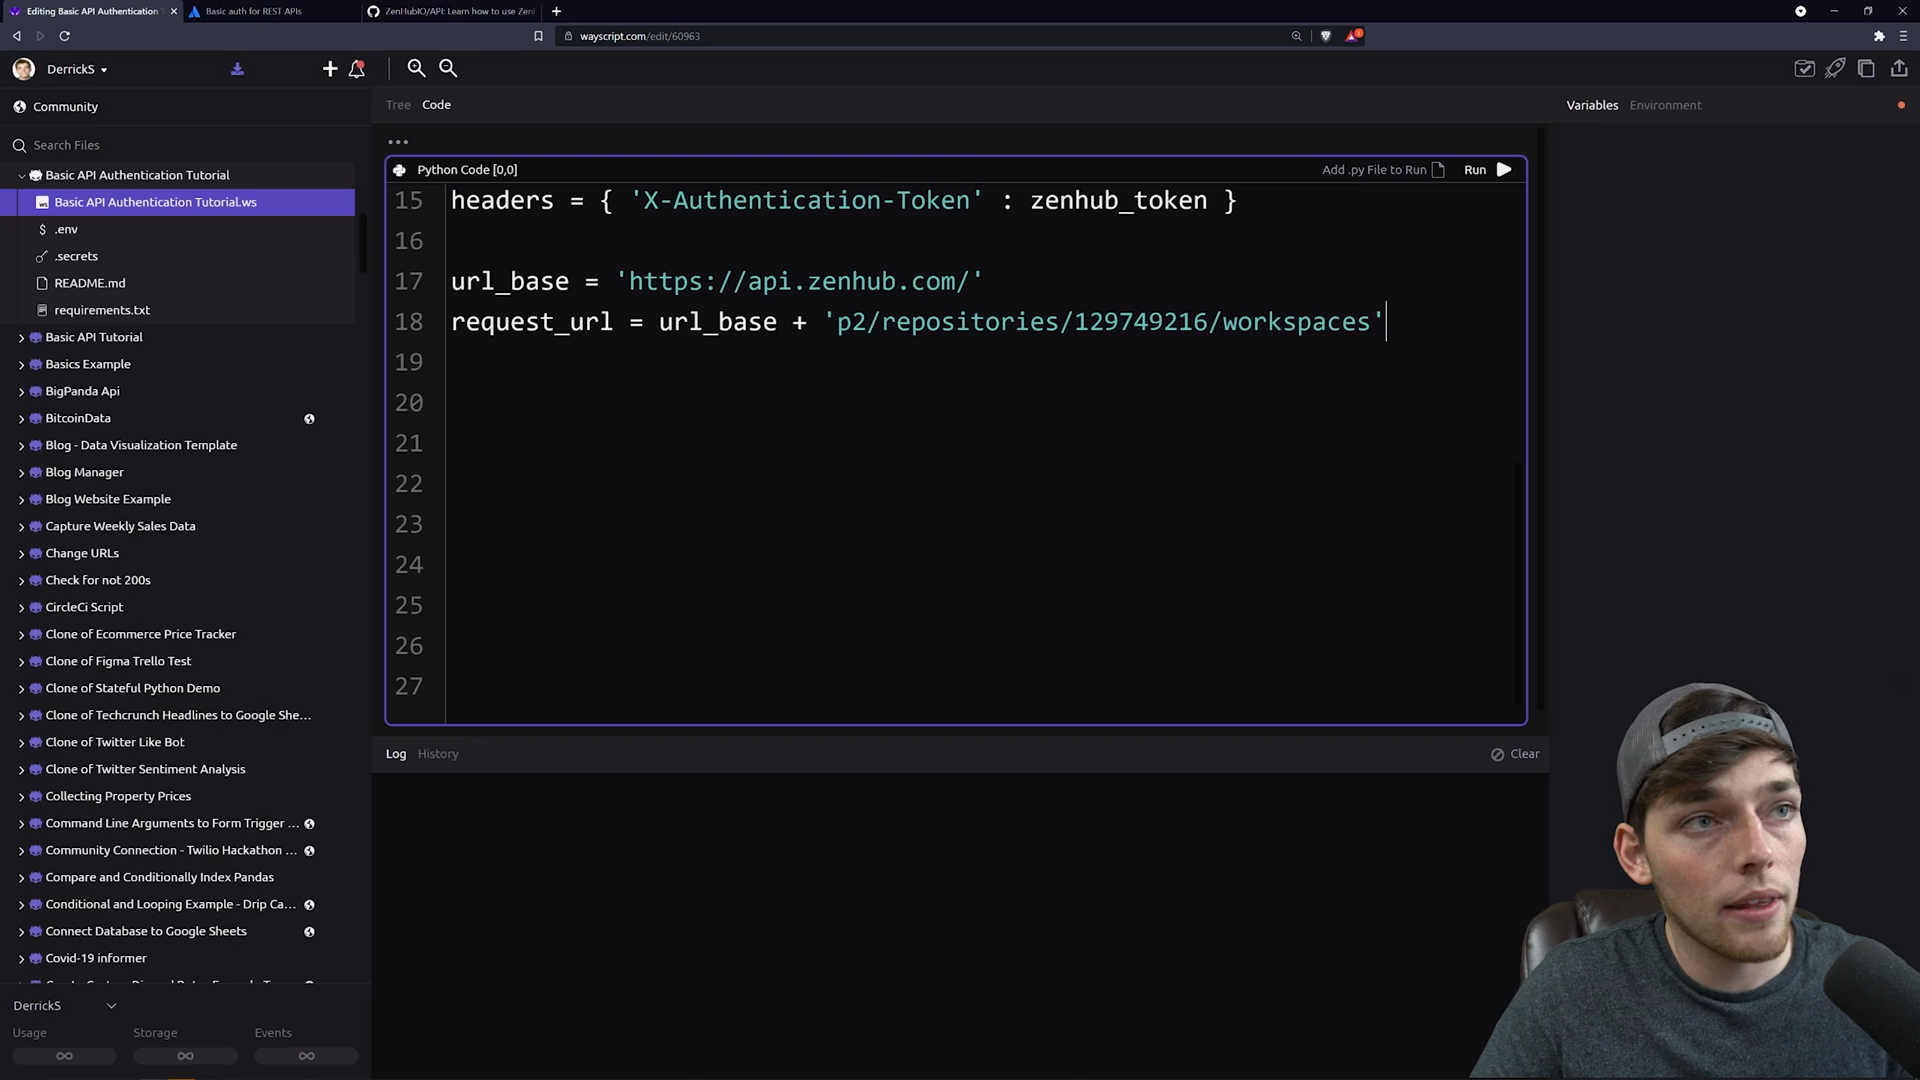 Editing Basic API Authentication T
Basic auth for REST APIs
ZenHubIO/API: Learn how to use Zen
wayscript.com/edit/60963
DerrickS
Community
Search Files
Basic API Authentication Tutorial
Basic API Authentication Tutorial.ws
.env
.secrets
README.md
requirements.txt
Basic API Tutorial
Basics Example
BigPanda Api
BitcoinData
Blog - Data Visualization Template
Blog Manager
Blog Website Example
Capture Weekly Sales Data
Change URLs
Check for not 200s
CircleCi Script
Clone of Ecommerce Price Tracker
Clone of Figma Trello Test
Clone of Stateful Python Demo
Clone of Techcrunch Headlines to Google She...
Clone of Twitter Like Bot
Clone of Twitter Sentiment Analysis
Collecting Property Prices
Command Line Arguments to Form Trigger ...
Community Connection - Twilio Hackathon ...
Compare and Conditionally Index Pandas
Conditional and Looping Example - Drip Ca...
Connect Database to Google Sheets
Covid-19 informer
DerrickS
Usage Storage Events
Tree Code
Python Code [0,0]
Add .py File to Run
Run
15 headers = { 'X-Authentication-Token' : zenhub_token }
16
17 url_base = 'https://api.zenhub.com/'
18 request_url = url_base + 'p2/repositories/129749216/workspaces'
19
20
21
22
23
24
25
26
27
Log History
Clear
Variables Environment